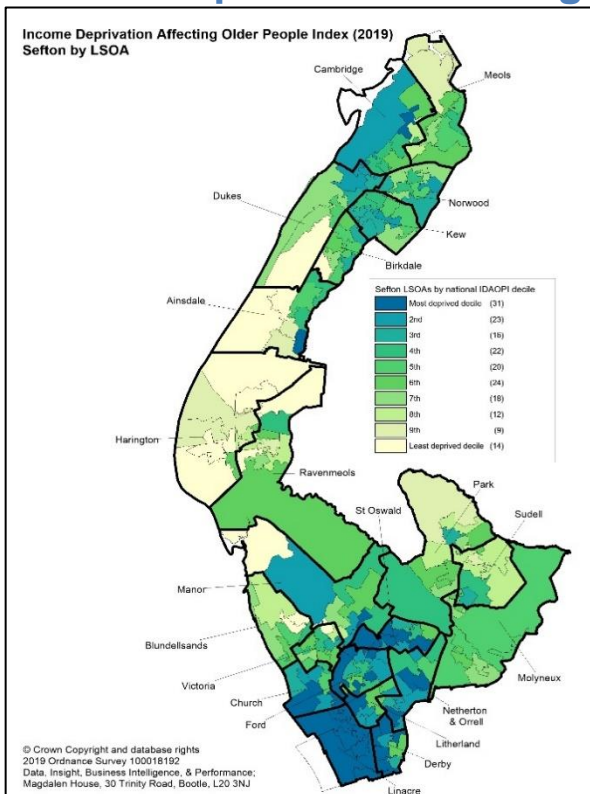 Income Deprivation Affecting Older People Index (2019)
Sefton by LSOA
Cambridge
Meols
Dukes
Norwood
Kew
Birkdale
Ainsdale
Sefton LSOAs by national IDAOPI decile
Most deprived decile (31)
2nd (23)
3rd (16)
4th (22)
5th (20)
6th (24)
7th (18)
8th (12)
9th (9)
Least deprived decile (14)
Harington
Ravenmeols
Park
St Oswald
Sudell
Manor
Blundellsands
Molyneux
Victoria
Church
Netherton
& Orrell
Ford
Litherland
Derby
Linacre
© Crown Copyright and database rights
2019 Ordnance Survey 100018192
Data, Insight, Business Intelligence, & Performance;
Magdalen House, 30 Trinity Road, Bootle, L20 3NJ